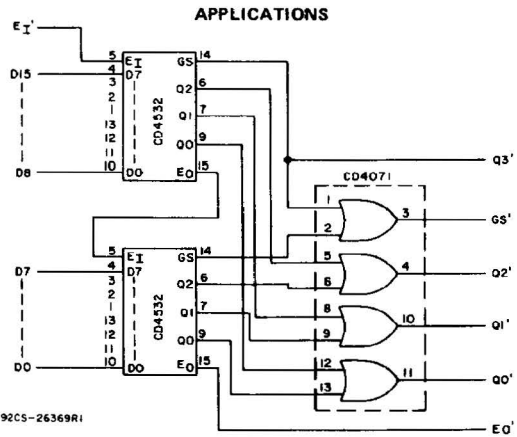 APPLICATIONS
EI'
D15
D8
5 EI
4 D7
3
2
1
13
12
11
10 D0
CD4532
GS 14
Q2 6
Q1 7
Q0 9
EO 15
Q3'
CD4071
1
2
3
GS'
5
6
4
Q2'
8
9
10
Q1'
12
13
11
Q0'
D7
D0
5 EI
4 D7
3
2
1
13
12
11
10 D0
CD4532
GS 14
Q2 6
Q1 7
Q0 9
EO 15
EO'
92CS-26369R1